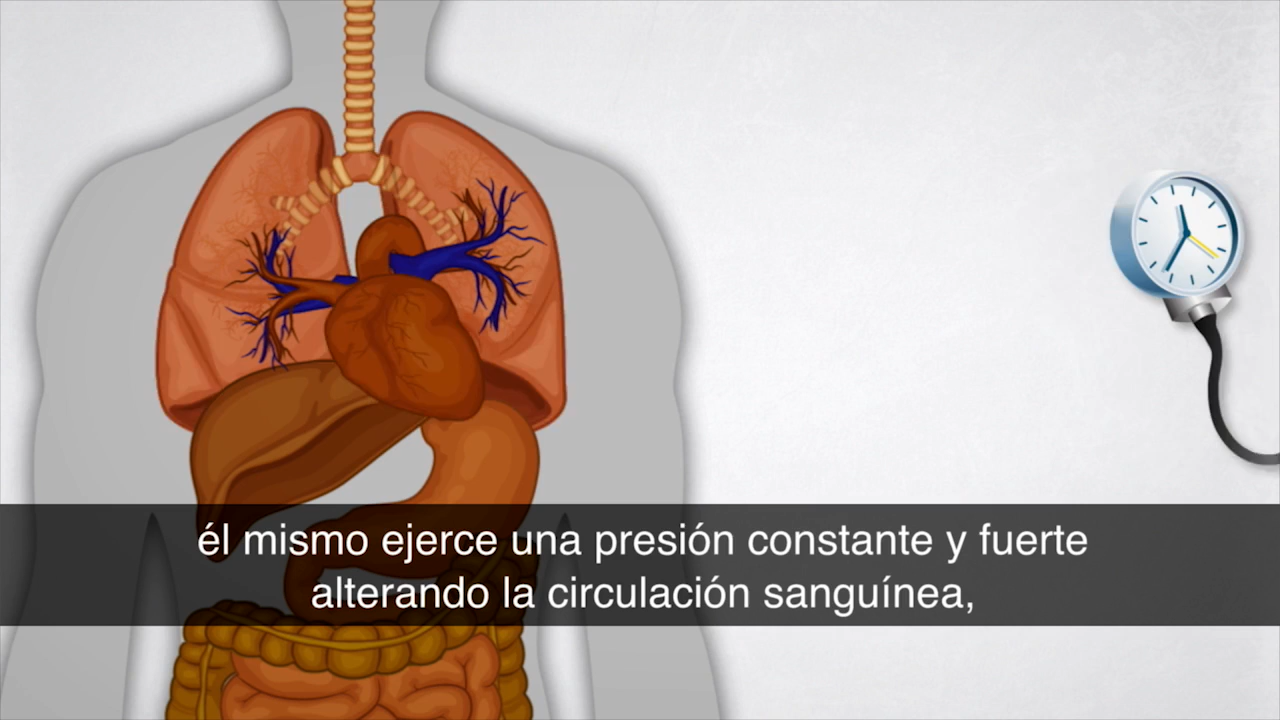 él mismo ejerce una presión constante y fuerte
alterando la circulación sanguínea,